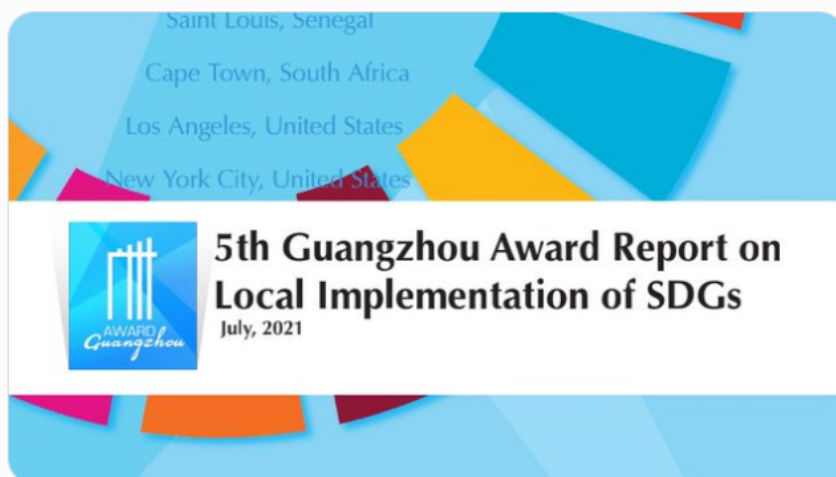 Saint Louis, Senegal
Cape Town, South Africa
Los Angeles, United States
New York City, United States
5th Guangzhou Award Report on
Local Implementation of SDGs
July, 2021
AWARD
Guangzhou